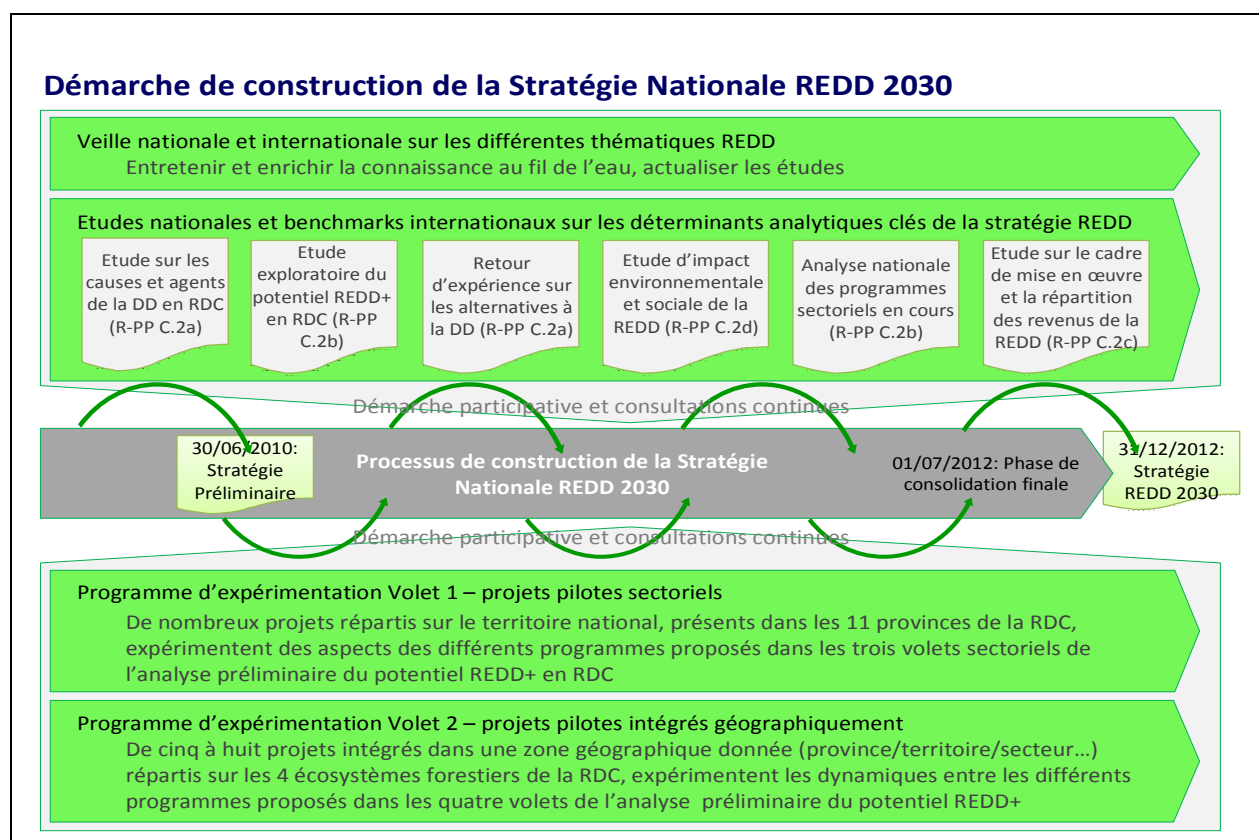 Démarche de construction de la Stratégie Nationale REDD 2030
Veille nationale et internationale sur les différentes thématiques REDD
Entretenir et enrichir la connaissance au fil de l’eau, actualiser les études
Etudes nationales et benchmarks internationaux sur les déterminants analytiques clés de la stratégie REDD
Etude sur les
causes et agents
de la DD en RDC
(R-PP C.2a)
Etude
exploratoire du
potentiel REDD+
en RDC (R-PP
C.2b)
Retour
d’expérience sur
les alternatives à
la DD (R-PP C.2a)
Etude d’impact
environnementale
et sociale de la
REDD (R-PP C.2d)
Analyse nationale
des programmes
sectoriels en cours
(R-PP C.2b)
Etude sur le cadre
de mise en œuvre
et la répartition
des revenus de la
REDD (R-PP C.2c)
Démarche participative et consultations continues
30/06/2010:
Stratégie
Préliminaire
Processus de construction de la Stratégie
Nationale REDD 2030
01/07/2012: Phase de
consolidation finale
31/12/2012:
Stratégie
REDD 2030
Démarche participative et consultations continues
Programme d’expérimentation Volet 1 – projets pilotes sectoriels
De nombreux projets répartis sur le territoire national, présents dans les 11 provinces de la RDC,
expérimentent des aspects des différents programmes proposés dans les trois volets sectoriels de
l’analyse préliminaire du potentiel REDD+ en RDC
Programme d’expérimentation Volet 2 – projets pilotes intégrés géographiquement
De cinq à huit projets intégrés dans une zone géographique donnée (province/territoire/secteur…)
répartis sur les 4 écosystèmes forestiers de la RDC, expérimentent les dynamiques entre les différents
programmes proposés dans les quatre volets de l’analyse préliminaire du potentiel REDD+